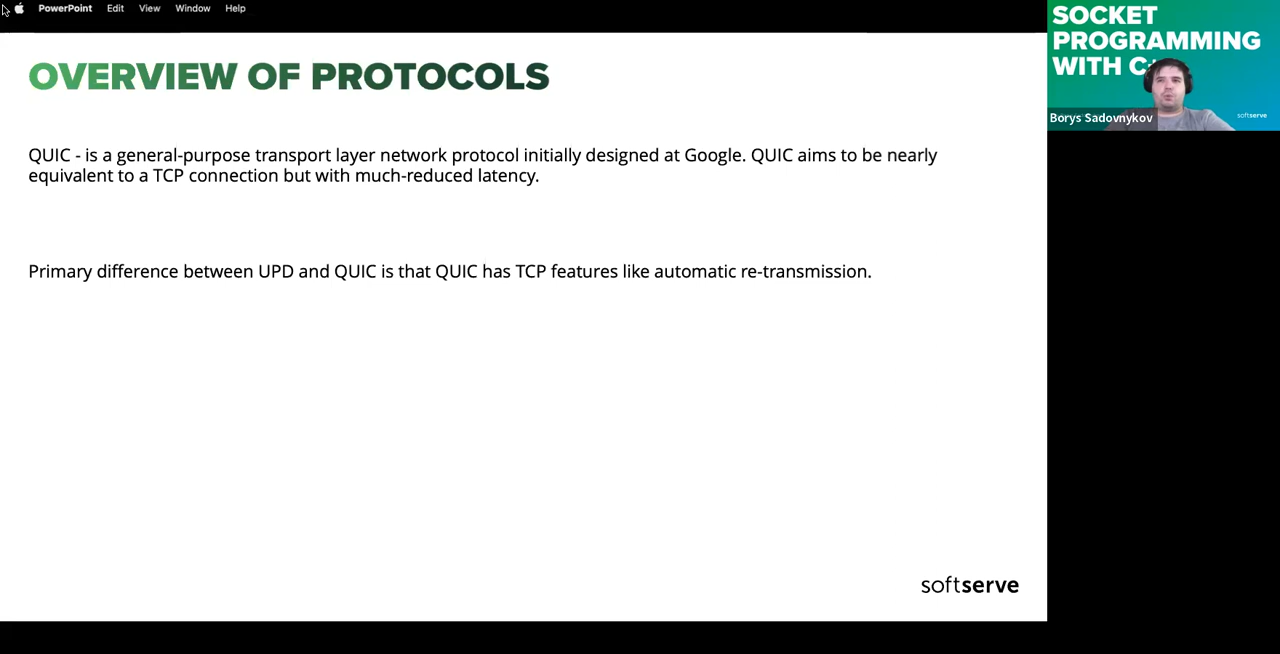 PowerPoint Edit View Window Help
OVERVIEW OF PROTOCOLS
QUIC - is a general-purpose transport layer network protocol initially designed at Google. QUIC aims to be nearly
equivalent to a TCP connection but with much-reduced latency.
Primary difference between UPD and QUIC is that QUIC has TCP features like automatic re-transmission.
softserve
SOCKET
PROGRAMMING
WITH C
softserve
Borys Sadovnykov